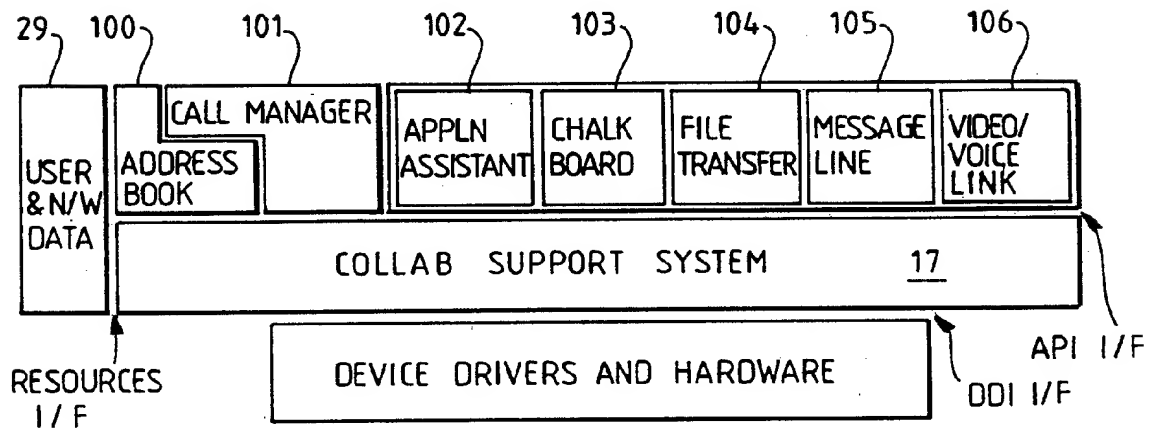 29 100 101 102 103 104 105 106
USER
& N/W
DATA
CALL MANAGER
ADDRESS
BOOK
APPLN
ASSISTANT
CHALK
BOARD
FILE
TRANSFER
MESSAGE
LINE
VIDEO/
VOICE
LINK
COLLAB SUPPORT SYSTEM 17
RESOURCES
I/F
DEVICE DRIVERS AND HARDWARE
DDI I/F
API I/F